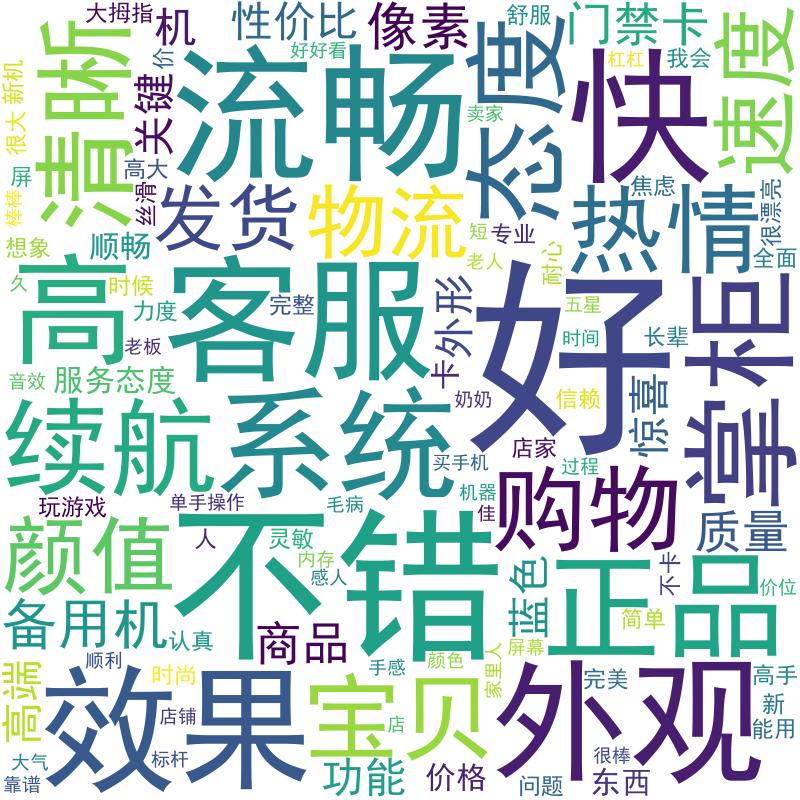 大拇指
机
性价比
像素
舒服
门禁卡
速度
清晰
关键
价
好好看
流畅
态度
快
杠杠
我会
很大
新机
屏
高大
卖家
棒棒
丝滑
发货
物流
热情
焦虑
很漂亮
想象
顺畅
短
专业
全面
久
高
时候
客服
老人
耐心
力度
完整
外形
好
五星
掌柜
老板
时间
长辈
音效
服务态度
卡
奶奶
信赖
惊喜
续航
系统
店家
买手机
过程
玩游戏
单手操作
毛病
机器
购物
质量
颜值
不错
人
灵敏
佳
内存
感人
蓝色
正品
不卡
价位
备用机
认真
商品
简单
高端
顺利
时尚
手感
颜色
家里人
屏幕
效果
店铺
宝贝
店
外观
完美
高手
新
能用
大气
标杆
很棒
靠谱
功能
价格
问题
东西